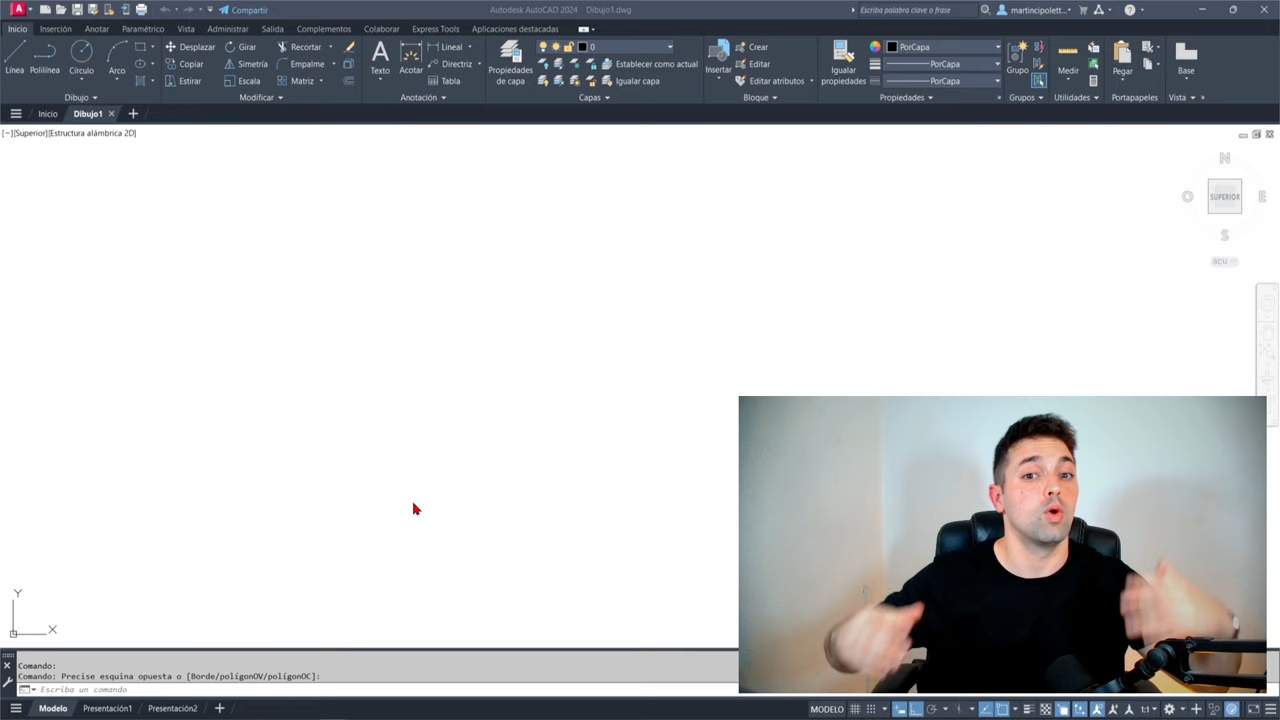 Compartir
Autodesk AutoCAD 2024 Dibujo1.dwg
Escriba palabra clave o frase
martincipolett...
Inicio Inserción Anotar Paramétrico Vista Administrar Salida Complementos Colaborar Express Tools Aplicaciones destacadas
Línea Polilínea Círculo Arco
Desplazar Girar Recortar
Copiar Simetría Empalme
Estirar Escala Matriz
Texto Acotar
Lineal
Directriz
Tabla
Propiedades de capa
0
Establecer como actual
Igualar capa
Insertar
Crear
Editar
Editar atributos
Igualar propiedades
PorCapa
PorCapa
PorCapa
Grupo
Medir
Pegar
Base
Dibujo Modificar Anotación Capas Bloque Propiedades Grupos Utilidades Portapapeles Vista
Inicio Dibujo1
[−][Superior][Estructura alámbrica 2D]
N
O SUPERIOR E
S
SCU
Y
X
Comando:
Comando: Precise esquina opuesta o [Borde/polígonOV/polígonOC]:
Escriba un comando
Modelo Presentación1 Presentación2
MODELO
1:1